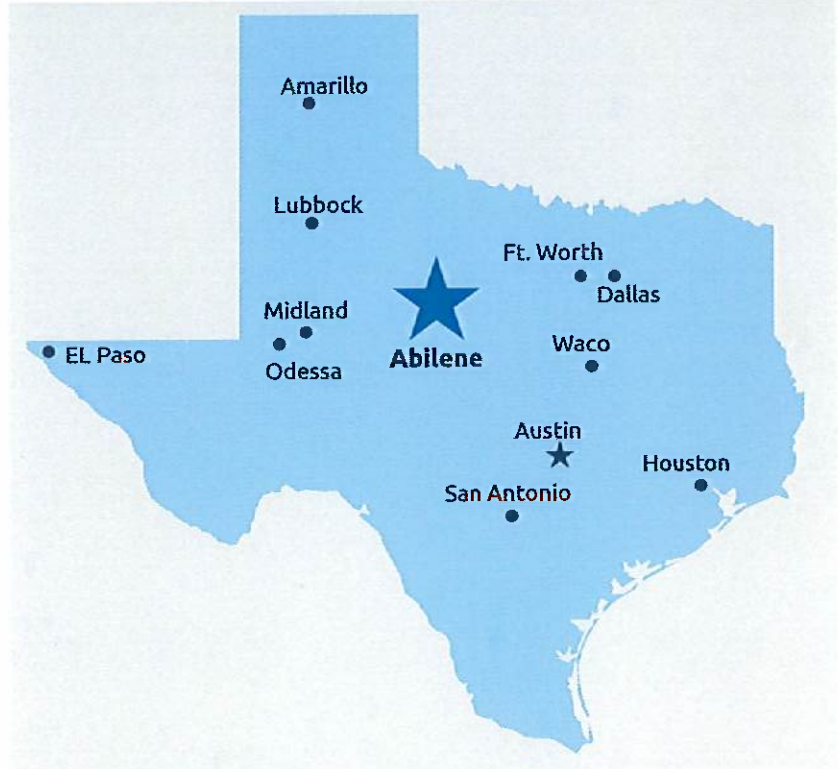 Amarillo
Lubbock
Ft. Worth
Dallas
Midland
Odessa
EL Paso
Abilene
Waco
Austin
Houston
San Antonio